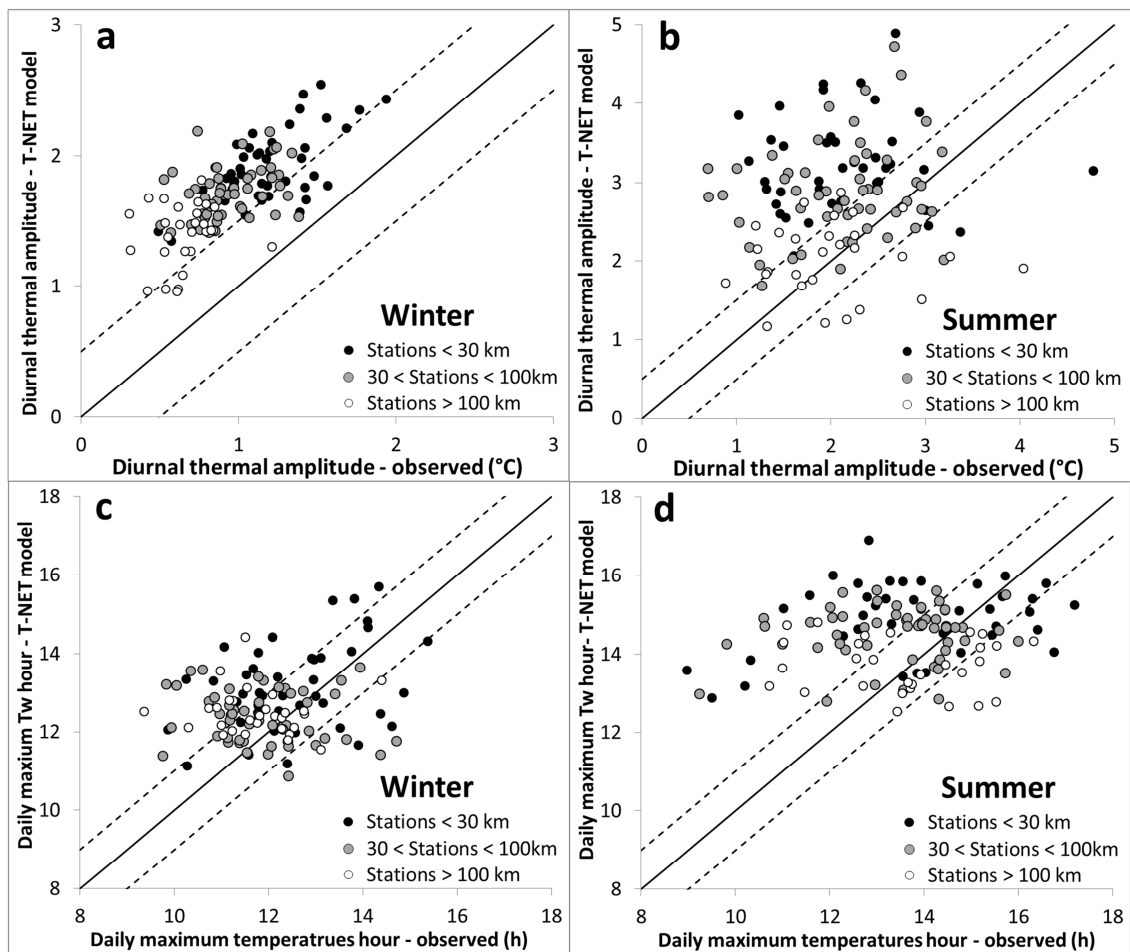 a
Diurnal thermal amplitude - T-NET model
3
2
1
0
0
1
2
3
Winter
Stations < 30 km
30 < Stations < 100km
Stations > 100 km
Diurnal thermal amplitude - observed (°C)
b
Diurnal thermal amplitude - T-NET model
5
4
3
2
1
0
0
1
2
3
4
5
Summer
Stations < 30 km
30 < Stations < 100 km
Stations > 100 km
Diurnal thermal amplitude - observed (°C)
c
Daily maximum Tw hour - T-NET model
18
16
14
12
10
8
8
10
12
14
16
18
Winter
Stations < 30 km
30 < Stations < 100km
Stations > 100 km
Daily maximum temperatrues hour - observed (h)
d
Daily maximum Tw hour - T-NET model
18
16
14
12
10
8
8
10
12
14
16
18
Summer
Stations < 30 km
30 < Stations < 100km
Stations > 100 km
Daily maximum temperatures hour - observed (h)